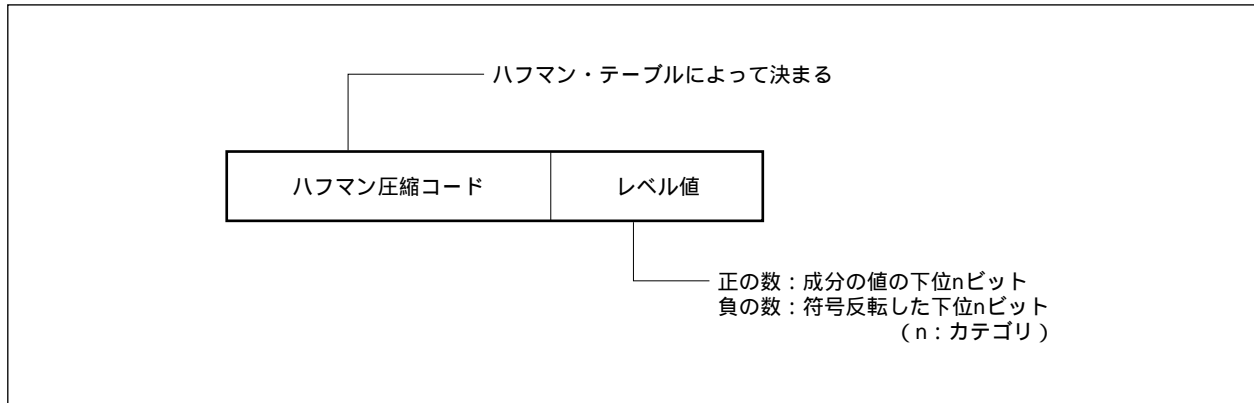 ハフマン・テーブルによって決まる
ハフマン圧縮コード
レベル値
正の数：成分の値の下位nビット
負の数：符号反転した下位nビット
（n：カテゴリ）